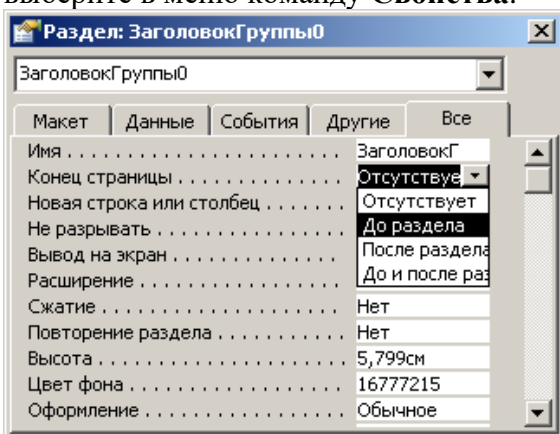 выберите в меню команду Свойства.
Раздел: ЗаголовокГруппы0
ЗаголовокГруппы0
Макет Данные События Другие Все
Имя . . . . . . . . . . . . . . . . . . . . . . . ЗаголовокГ
Конец страницы . . . . . . . . . . . . . Отсутствуе
Новая строка или столбец . . . . . . . Отсутствует
Не разрывать . . . . . . . . . . . . . . . До раздела
Вывод на экран . . . . . . . . . . . . . . После раздела
Расширение . . . . . . . . . . . . . . . . . До и после раз
Сжатие . . . . . . . . . . . . . . . . . . . . Нет
Повторение раздела . . . . . . . . . . Нет
Высота . . . . . . . . . . . . . . . . . . . . 5,799см
Цвет фона . . . . . . . . . . . . . . . . . 16777215
Оформление . . . . . . . . . . . . . . . . Обычное